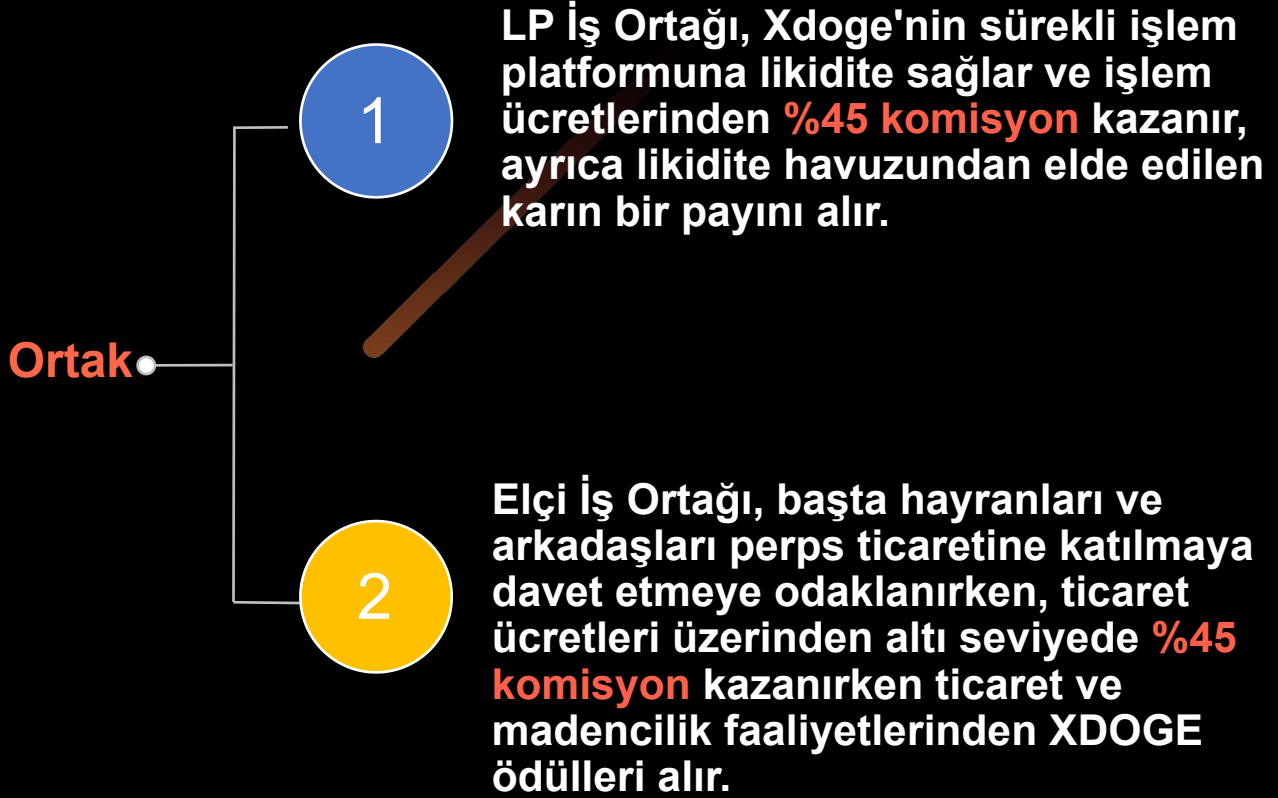 LP İş Ortağı, Xdoge'nin sürekli işlem
platformuna likidite sağlar ve işlem
ücretlerinden %45 komisyon kazanır,
ayrıca likidite havuzundan elde edilen
karın bir payını alır.
1
Ortak
2
Elçi İş Ortağı, başta hayranları ve
arkadaşları perps ticaretine katılmaya
davet etmeye odaklanırken, ticaret
ücretleri üzerinden altı seviyede %45
komisyon kazanırken ticaret ve
madencilik faaliyetlerinden XDOGE
ödülleri alır.